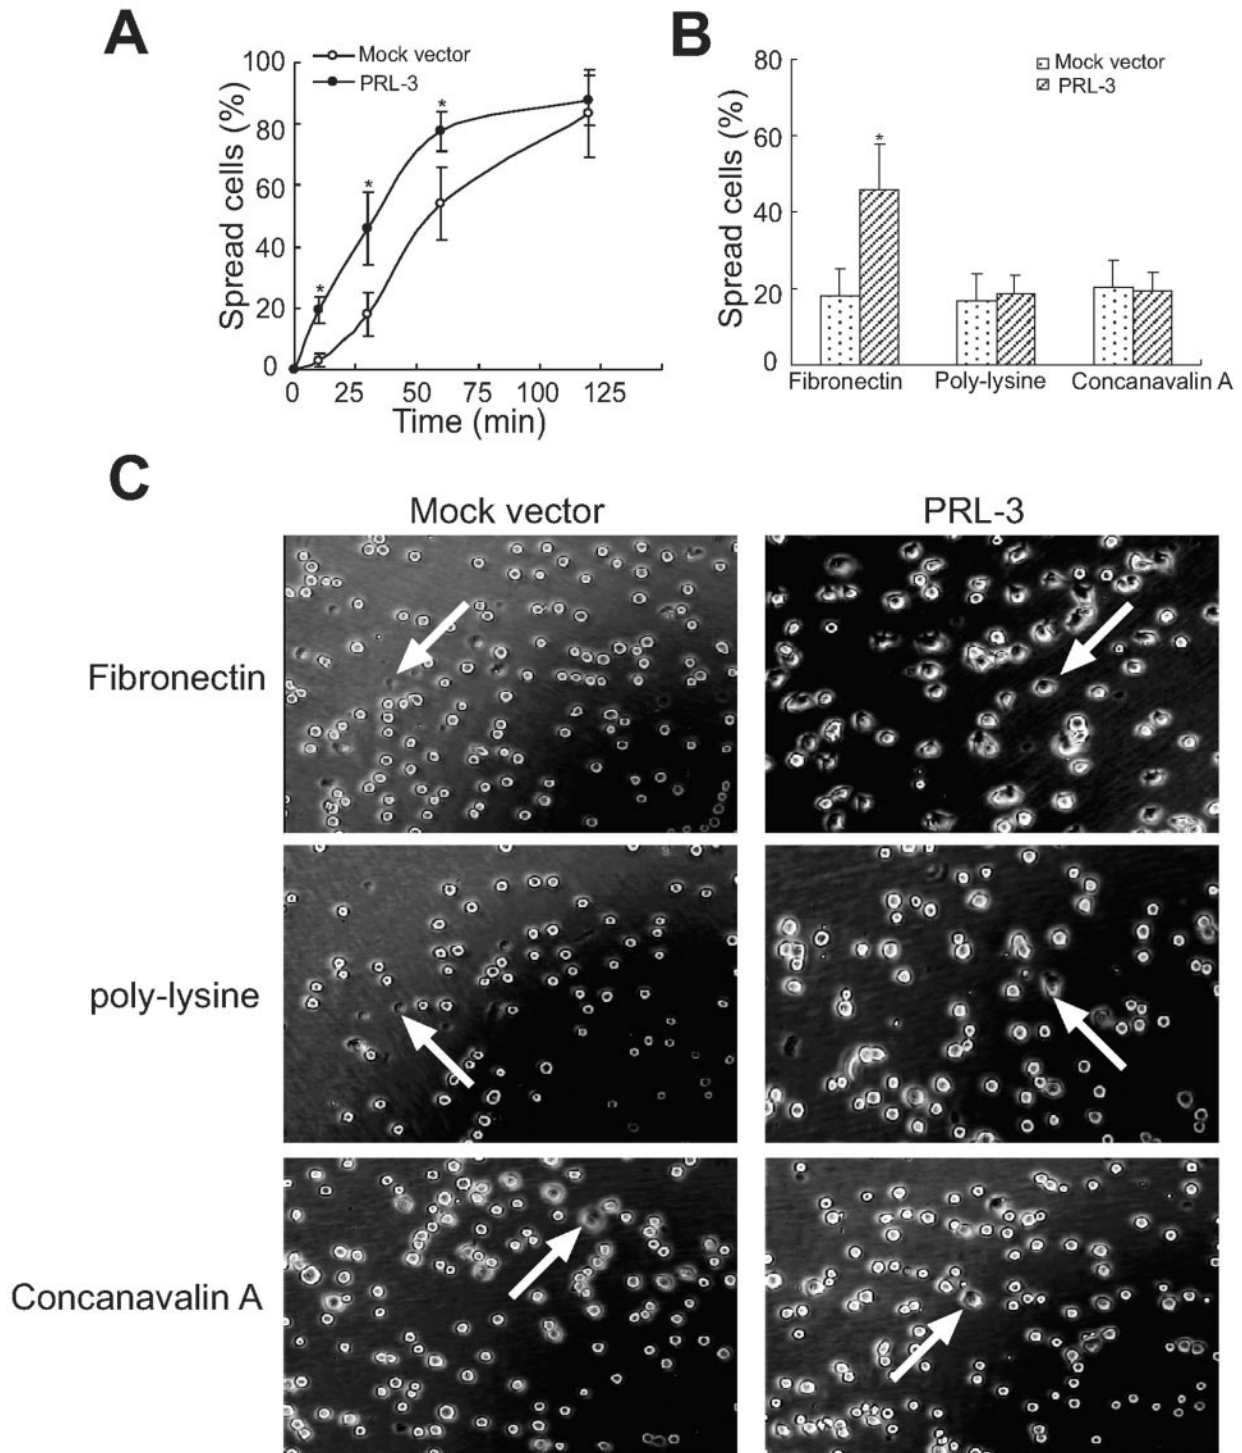 A
100
80
60
40
20
0
Spread cells (%)
Mock vector
PRL-3
*
*
*
0 25 50 75 100 125
Time (min)
B
80
60
40
20
0
Spread cells (%)
Mock vector
PRL-3
*
Fibronectin Poly-lysine Concanavalin A
C
Mock vector PRL-3
Fibronectin
poly-lysine
Concanavalin A